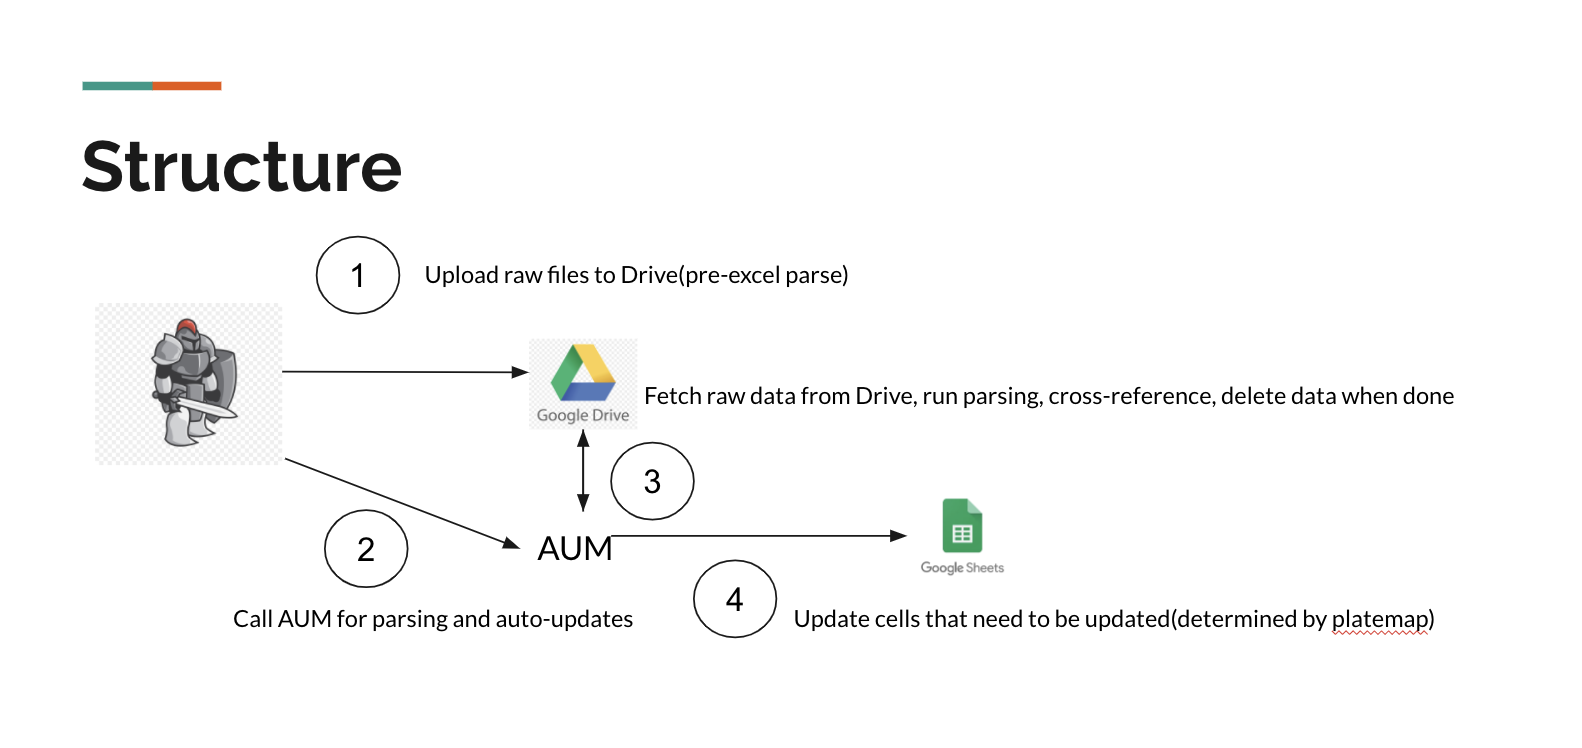 Structure
1
Upload raw files to Drive(pre-excel parse)
Google Drive
Fetch raw data from Drive, run parsing, cross-reference, delete data when done
3
2
AUM
Google Sheets
4
Call AUM for parsing and auto-updates
Update cells that need to be updated(determined by platemap)